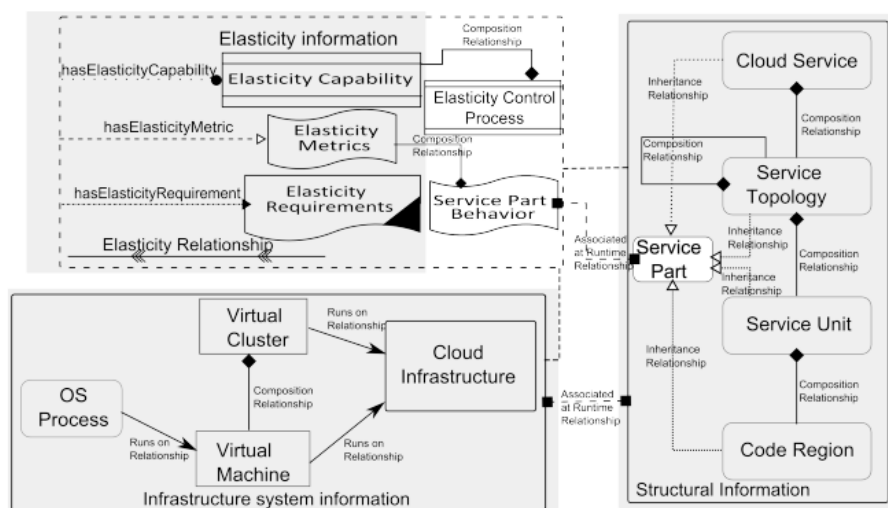 Elasticity information
Composition
Relationship
hasElasticityCapability
Elasticity Capability
Elasticity Control
Process
hasElasticityMetric
Elasticity
Metrics
Composition
Relationship
hasElasticityRequirement
Elasticity
Requirements
Service Part
Behavior
Elasticity Relationship
Virtual
Cluster
Runs on
Relationship
Cloud
Infrastructure
OS
Process
Composition
Relationship
Runs on
Relationship
Virtual
Machine
Runs on
Relationship
Infrastructure system information
Associated
at Runtime
Relationship
Associated
at Runtime
Relationship
Cloud Service
Inheritance
Relationship
Composition
Relationship
Composition
Relationship
Service
Topology
Service
Part
Inheritance
Relationship
Composition
Relationship
Inheritance
Relationship
Service Unit
Inheritance
Relationship
Composition
Relationship
Code Region
Structural Information